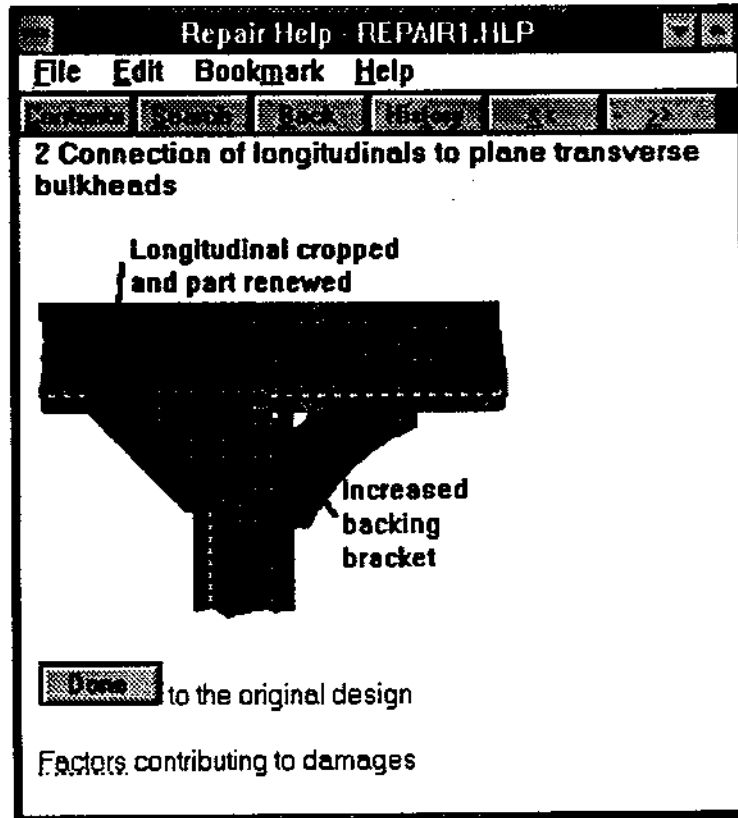 Repair Help - REPAIR1.HLP
File Edit Bookmark Help
Contents Search Back History << >>
2 Connection of longitudinals to plane transverse
bulkheads
Longitudinal cropped
and part renewed
Increased
backing
bracket
Done to the original design
Factors contributing to damages